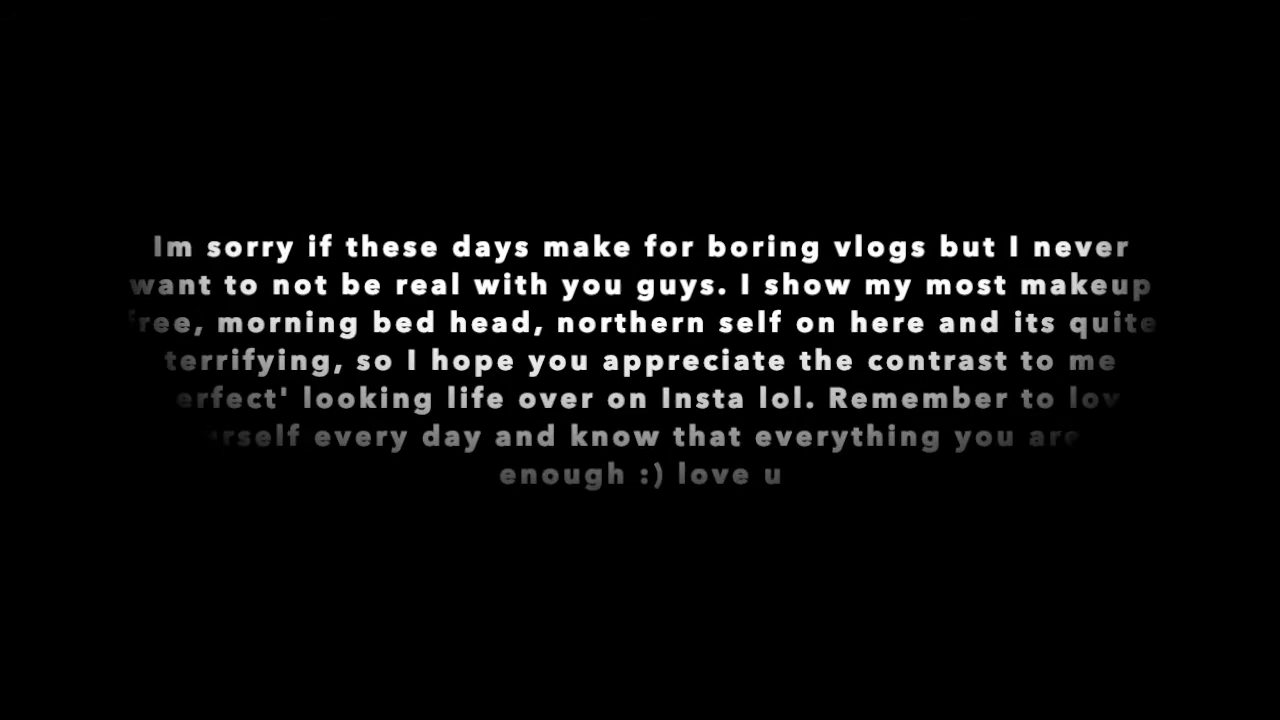 Im sorry if these days make for boring vlogs but I never
want to not be real with you guys. I show my most makeup
free, morning bed head, northern self on here and its quite
terrifying, so I hope you appreciate the contrast to me
looking life over on Insta lol. Remember to
every day and know that everything you are
enough :) love u